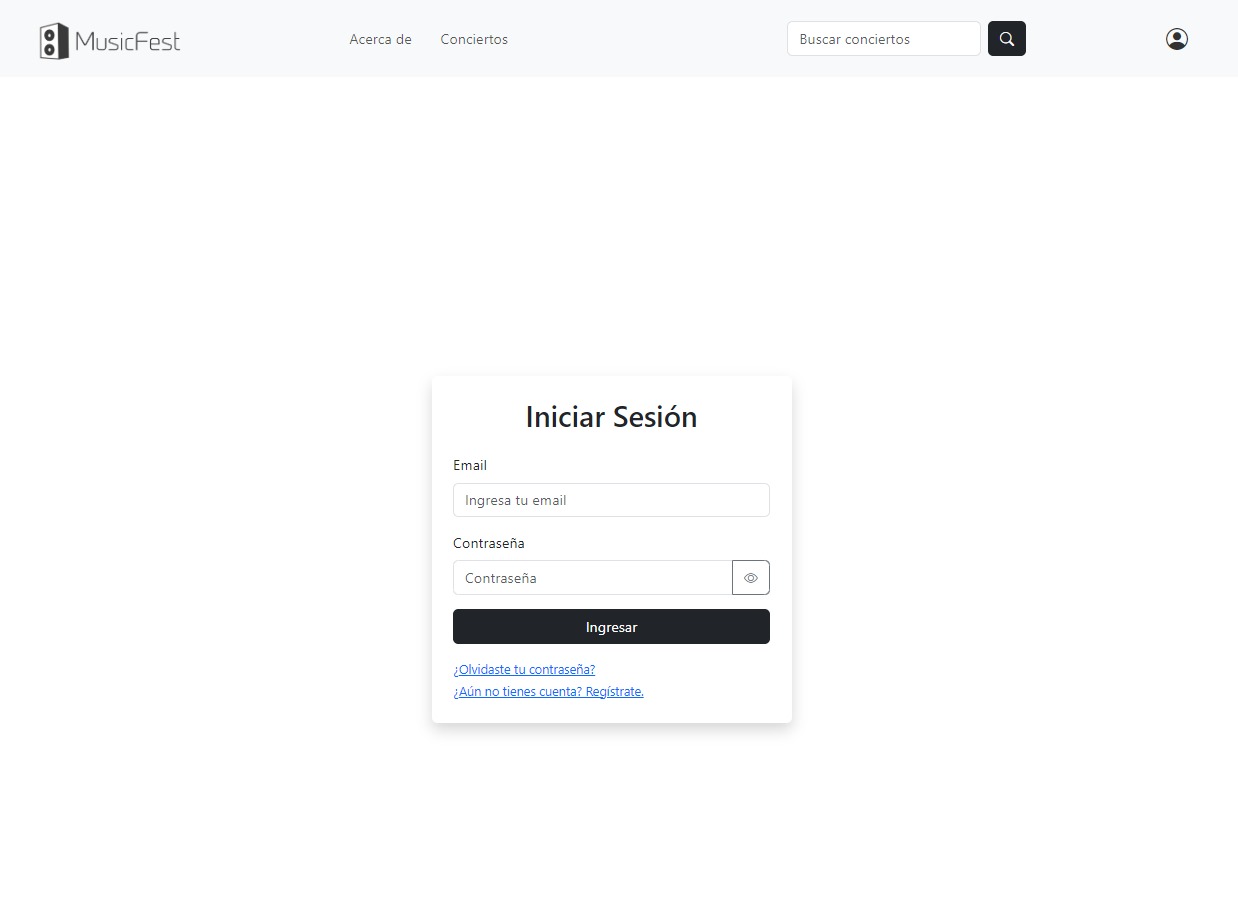 MusicFest
Acerca de
Conciertos
Buscar conciertos
Iniciar Sesión
Email
Ingresa tu email
Contraseña
Contraseña
Ingresar
¿Olvidaste tu contraseña?
¿Aún no tienes cuenta? Regístrate.